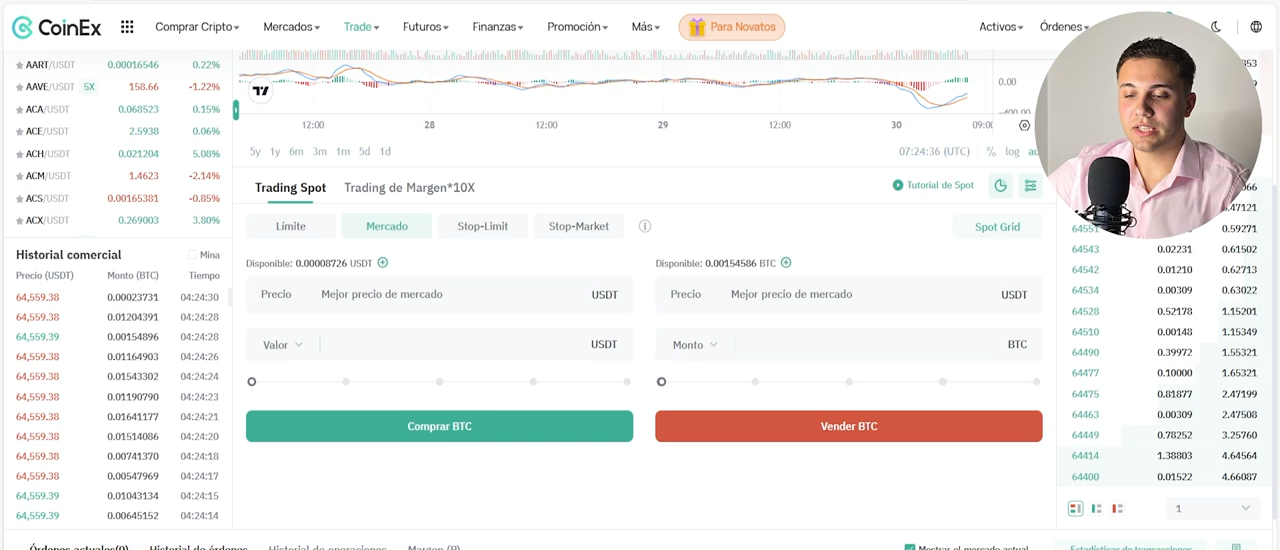 CoinEx
Comprar Cripto Mercados Trade Futuros Finanzas Promoción Más Para Novatos Activos Órdenes
AART/USDT 0.00016546 0.22%
AAVE/USDT 5X 158.66 -1.22%
ACA/USDT 0.068523 0.15%
ACE/USDT 2.5938 0.06%
ACH/USDT 0.021204 5.08%
ACM/USDT 1.4623 -2.14%
ACS/USDT 0.00165381 -0.85%
ACX/USDT 0.269003 3.80%
Historial comercial Mina
Precio (USDT) Monto (BTC) Tiempo
64,559.38 0.00023731 04:24:30
64,559.38 0.01204391 04:24:28
64,559.39 0.00154896 04:24:28
64,559.38 0.01164903 04:24:26
64,559.38 0.01543302 04:24:24
64,559.38 0.01190790 04:24:23
64,559.38 0.01641177 04:24:21
64,559.38 0.01514086 04:24:20
64,559.38 0.00741370 04:24:18
64,559.38 0.00547969 04:24:17
64,559.39 0.01043134 04:24:15
64,559.39 0.00645152 04:24:14
0.00
12:00 28 12:00 29 12:00 30
5y 1y 6m 3m 1m 5d 1d
07:24:36 (UTC) % log
Trading Spot Trading de Margen*10X
Tutorial de Spot
Límite Mercado Stop-Limit Stop-Market
Spot Grid
Disponible: 0.00008726 USDT
Precio Mejor precio de mercado USDT
Valor USDT
Comprar BTC
Disponible: 0.00154586 BTC
Precio Mejor precio de mercado USDT
Monto BTC
Vender BTC
64551 0.59271
64543 0.02231 0.61502
64542 0.01210 0.62713
64534 0.00309 0.63022
64528 0.52178 1.15201
64510 0.00148 1.15349
64490 0.39972 1.55321
64477 0.10000 1.65321
64475 0.81877 2.47199
64463 0.00309 2.47508
64449 0.78252 3.25760
64414 1.38803 4.64564
64400 0.01522 4.66087
1
Órdenes actuales(0) Historial de órdenes Historial de operaciones
Mostrar el mercado actual
Estadísticas de transacciones